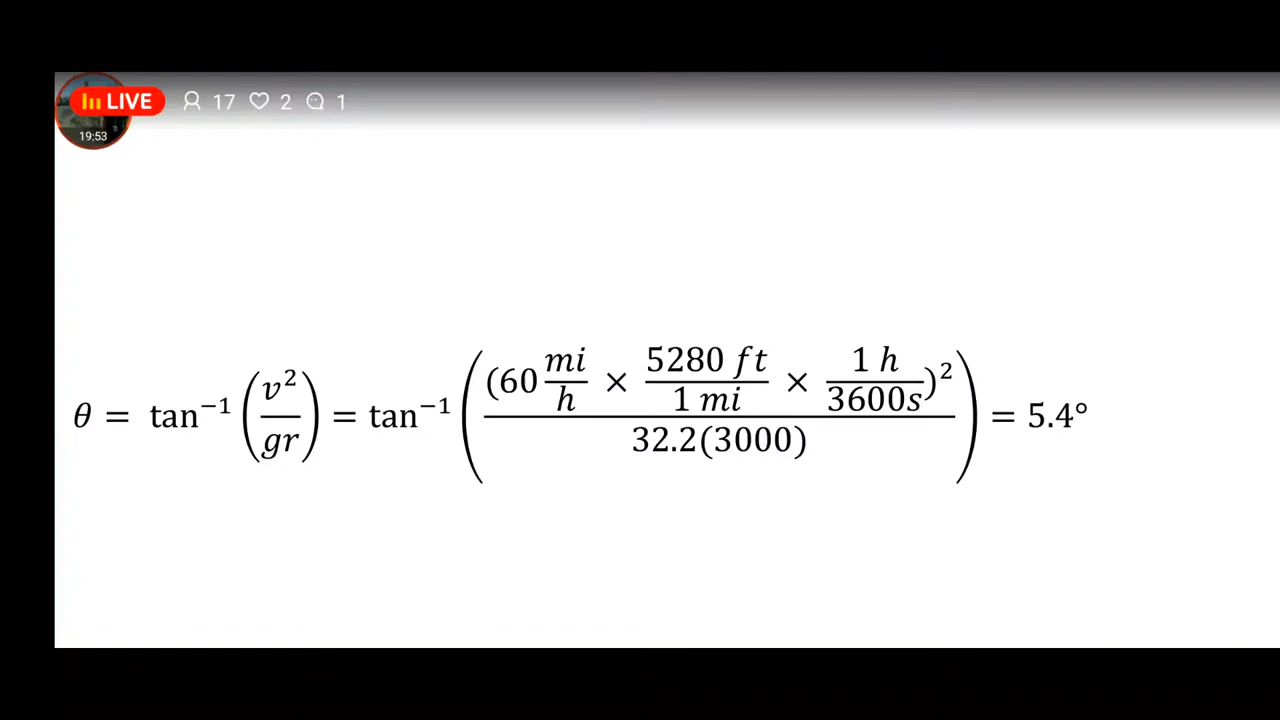 LIVE 17 2 1
19:53
θ = tan⁻¹(v²/gr) = tan⁻¹((60 mi/h × 5280 ft/1 mi × 1 h/3600s)²/32.2(3000)) = 5.4°